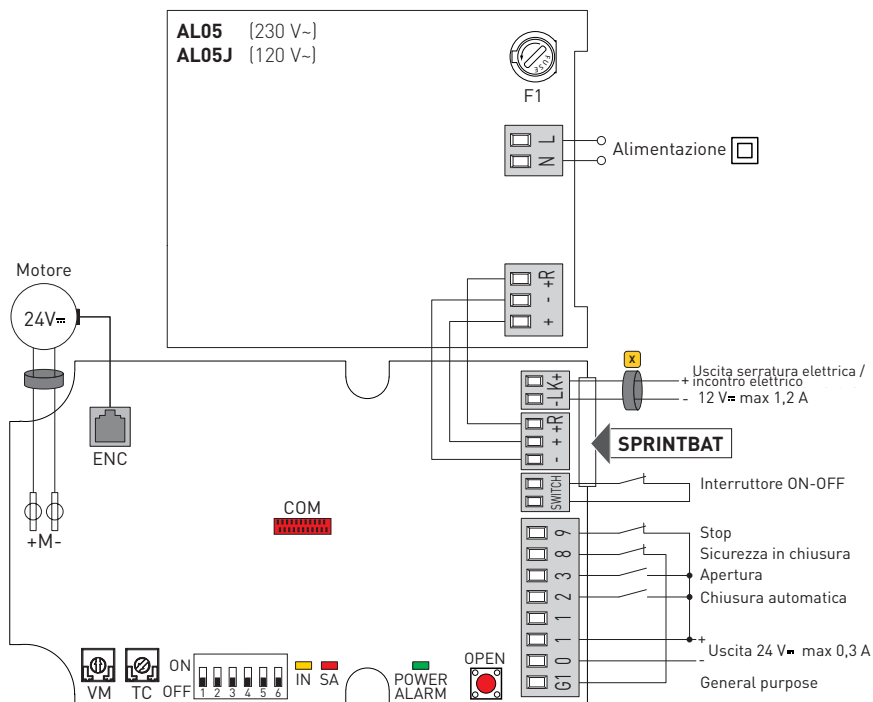 AL05 (230 V~)
AL05J (120 V~)
FUSE
F1
L
N
Alimentazione
+R
-
+
Motore
24V⎓
ENC
+M-
COM
x
-LK+
+ Uscita serratura elettrica /
incontro elettrico
- 12 V⎓ max 1,2 A
+R
+
-
SPRINTBAT
SWITCH
Interruttore ON-OFF
9
Stop
8
Sicurezza in chiusura
3
Apertura
2
Chiusura automatica
1
1
+
Uscita 24 V⎓ max 0,3 A
0
-
G1
General purpose
VM
TC
ON
OFF
1 2 3 4 5 6
IN
SA
POWER
ALARM
OPEN